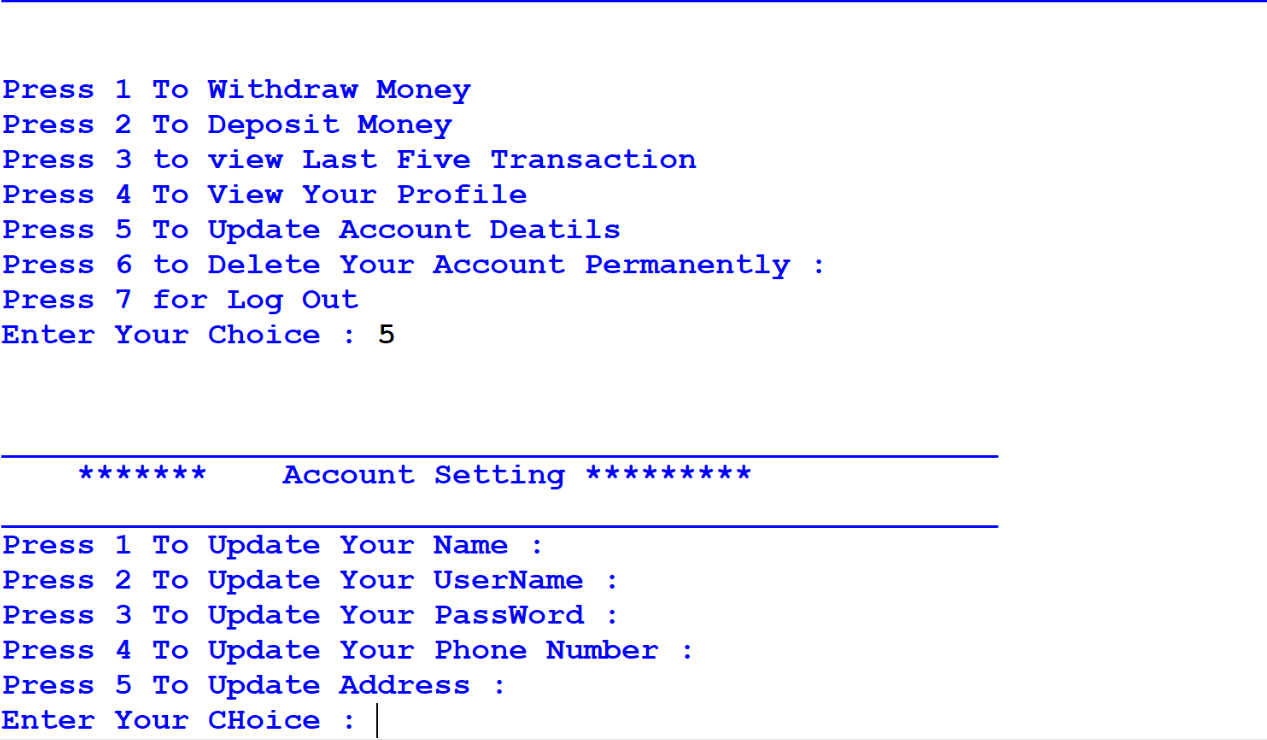 Press 1 To Withdraw Money
Press 2 To Deposit Money
Press 3 to view Last Five Transaction
Press 4 To View Your Profile
Press 5 To Update Account Deatils
Press 6 to Delete Your Account Permanently :
Press 7 for Log Out
Enter Your Choice : 5
******* Account Setting *********
Press 1 To Update Your Name :
Press 2 To Update Your UserName :
Press 3 To Update Your PassWord :
Press 4 To Update Your Phone Number :
Press 5 To Update Address :
Enter Your CHoice :